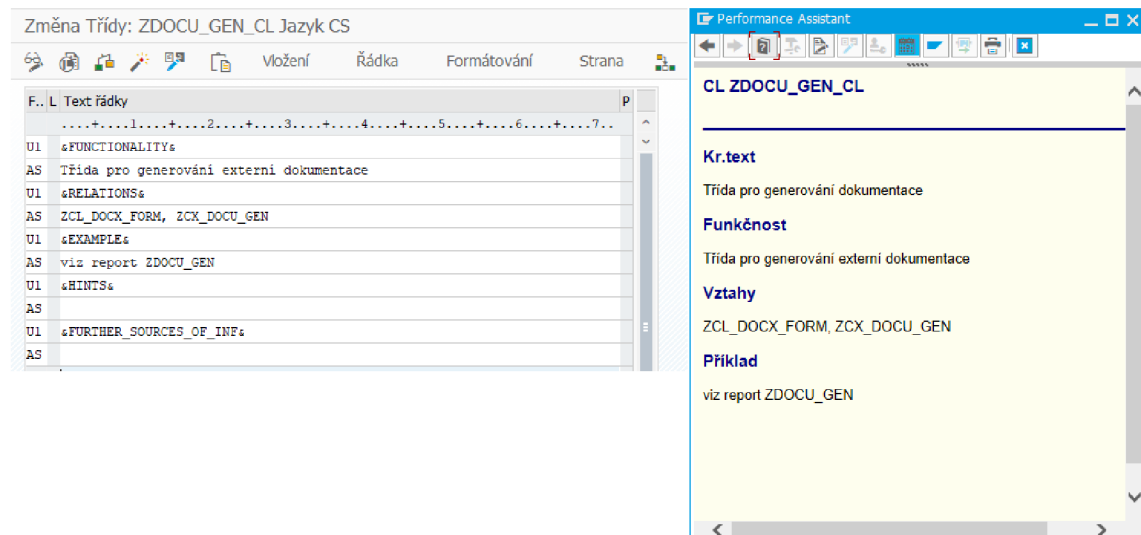 Změna Třídy: ZDOCU_GEN_CL Jazyk CS
Vložení Řádka Formátování Strana
F.. L Text řádky P
....+....1....+....2....+....3....+....4....+....5....+....6....+....7..
U1 &FUNCTIONALITY&
AS Třída pro generování externí dokumentace
U1 &RELATIONS&
AS ZCL_DOCX_FORM, ZCX_DOCU_GEN
U1 &EXAMPLE&
AS viz report ZDOCU_GEN
U1 &HINTS&
AS
U1 &FURTHER_SOURCES_OF_INF&
AS
Performance Assistant
CL ZDOCU_GEN_CL
Kr.text
Třída pro generování dokumentace
Funkčnost
Třída pro generování externí dokumentace
Vztahy
ZCL_DOCX_FORM, ZCX_DOCU_GEN
Příklad
viz report ZDOCU_GEN